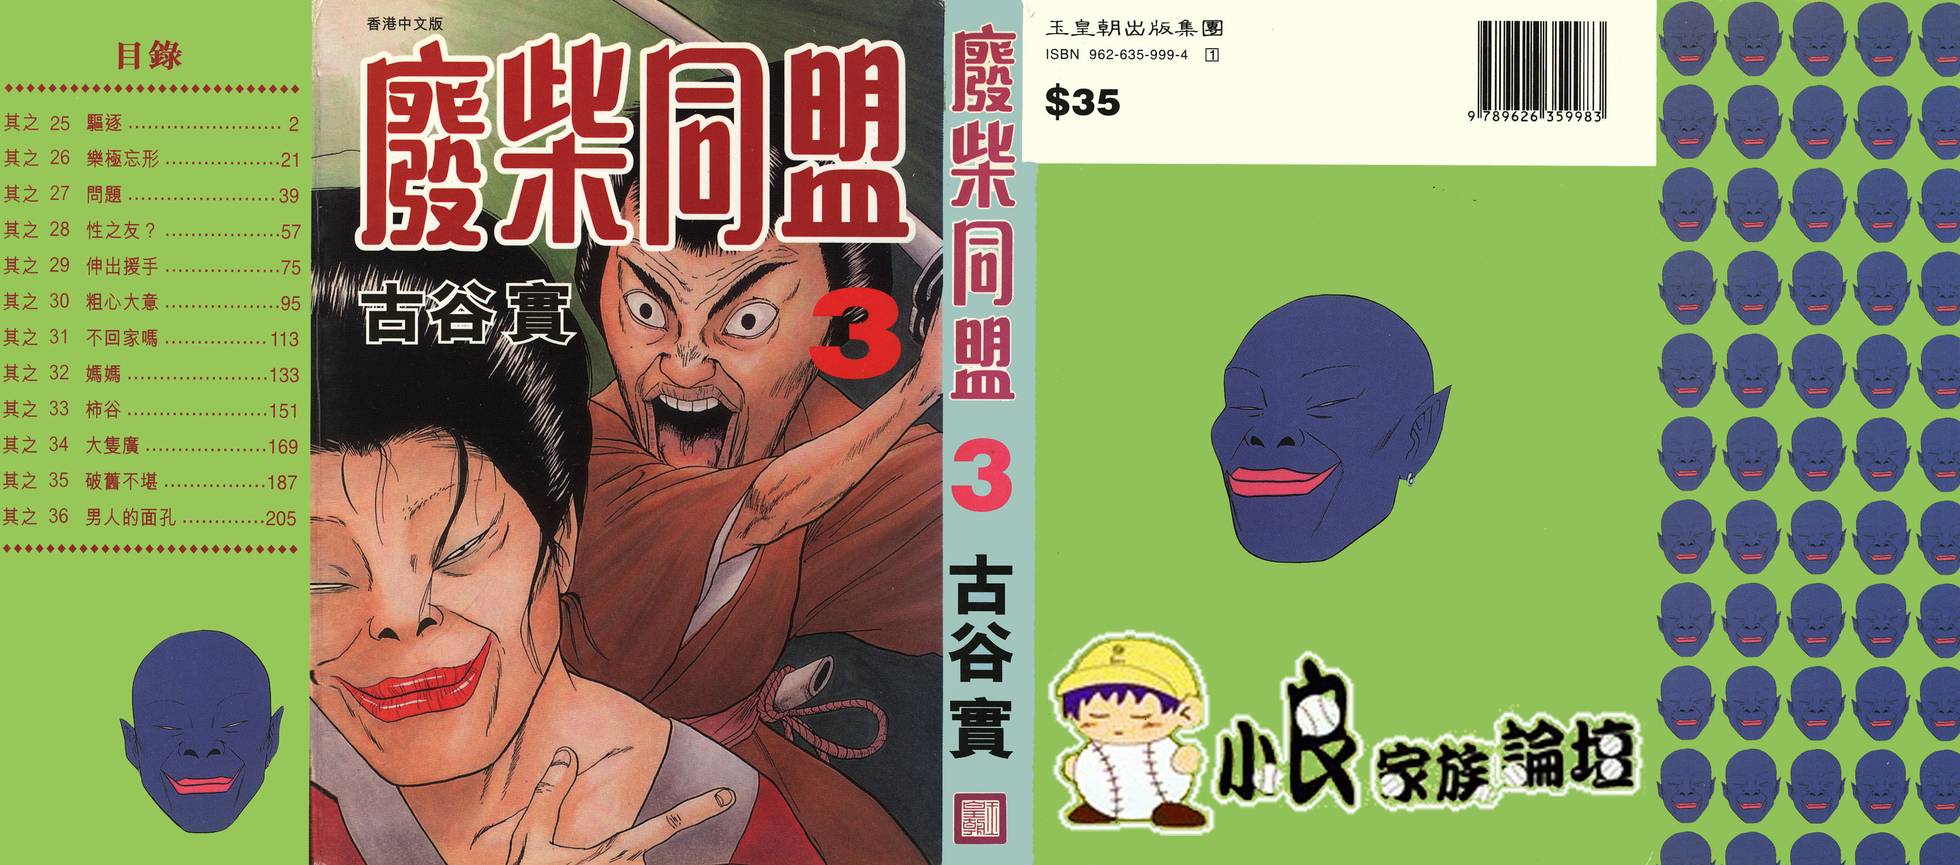 目錄
其之 25 驅逐 ............................ 2
其之 26 樂極忘形 .....................21
其之 27 問題 ............................39
其之 28 性之友？ .....................57
其之 29 伸出援手 .....................75
其之 30 粗心大意 .....................95
其之 31 不回家嗎 ...................113
其之 32 媽媽 ..........................133
其之 33 柿谷 ..........................151
其之 34 大隻廣 ......................169
其之 35 破舊不堪 ...................187
其之 36 男人的面孔 .............205
香港中文版
廢柴同盟
古谷實
3
廢柴同盟
3
古谷實
玉皇朝
玉皇朝出版集團
ISBN 962-635-999-4 1
$35
9 789626 359983
小良家族論壇